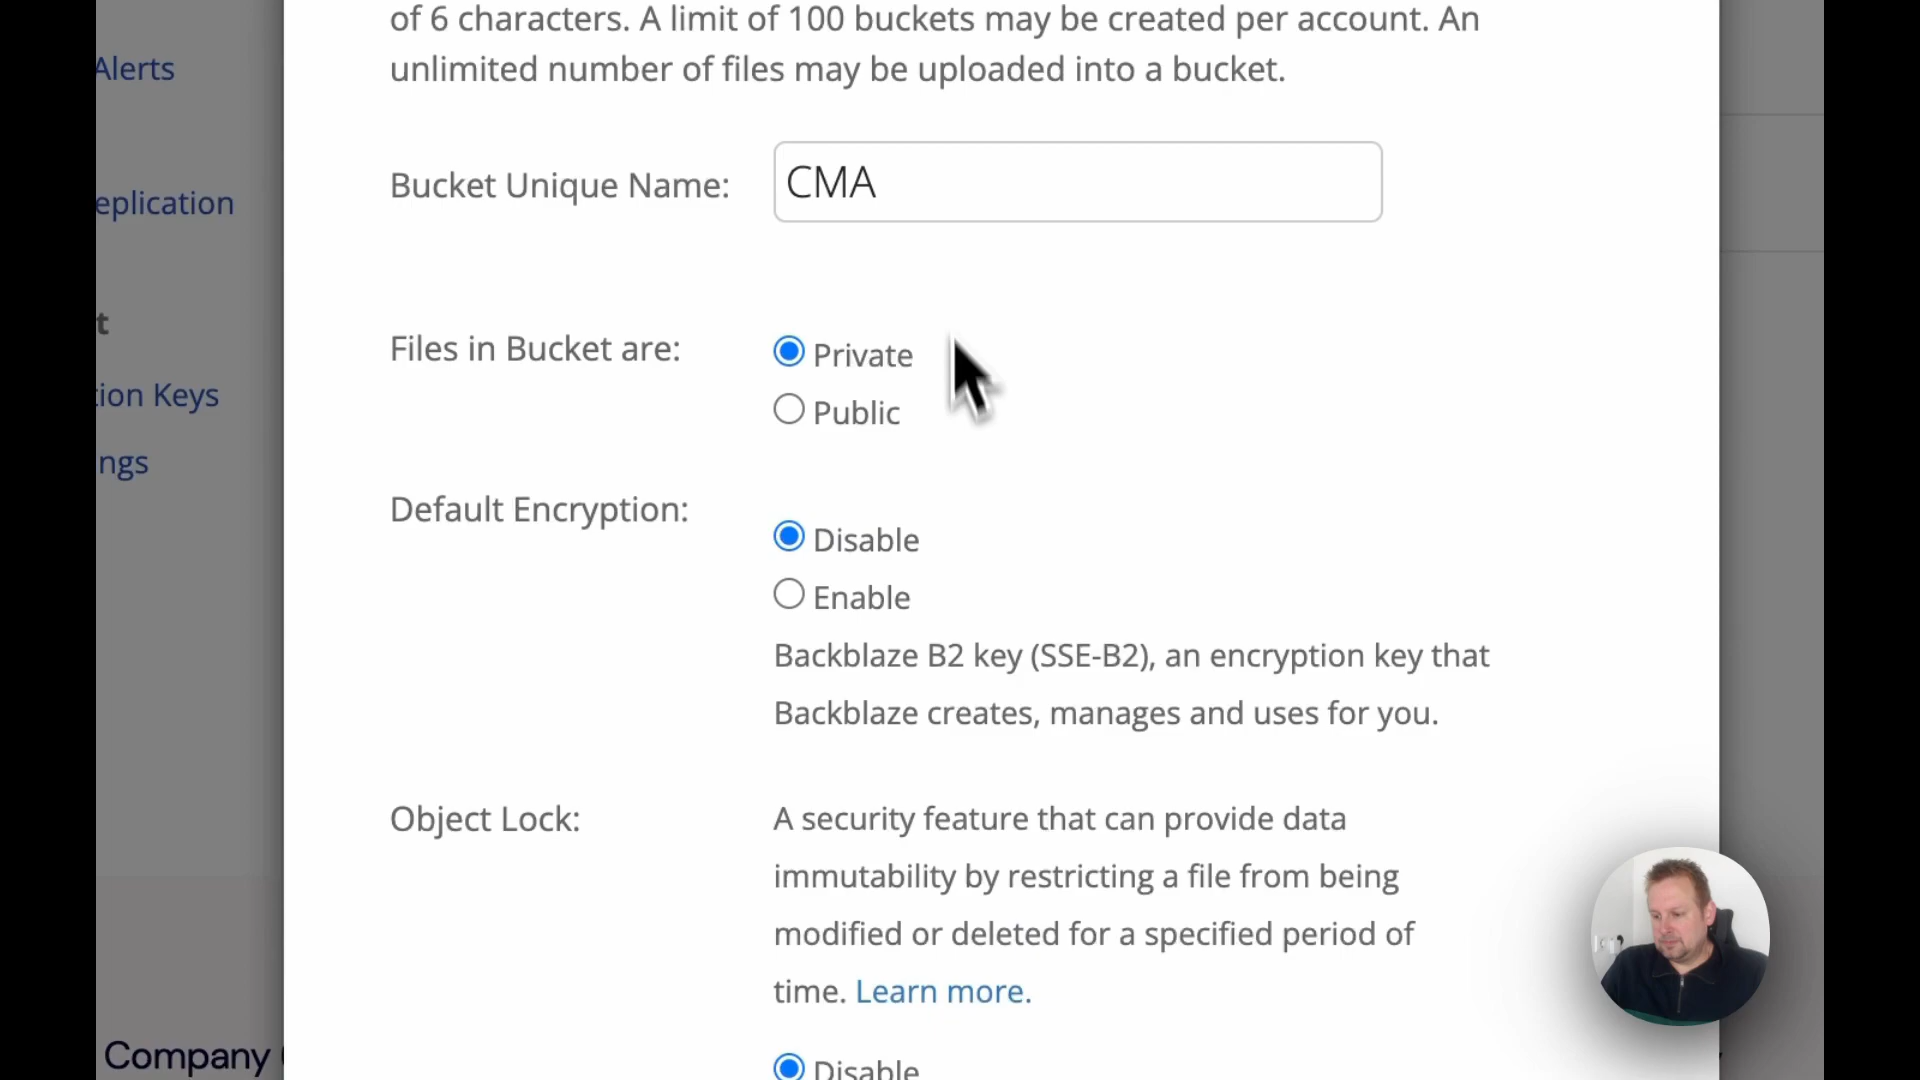 of 6 characters. A limit of 100 buckets may be created per account. An
unlimited number of files may be uploaded into a bucket.
Alerts
Bucket Unique Name: CMA
eplication
t
Files in Bucket are: Private
Public
tion Keys
ngs
Default Encryption:
Disable
Enable
Backblaze B2 key (SSE-B2), an encryption key that
Backblaze creates, manages and uses for you.
Object Lock: A security feature that can provide data
immutability by restricting a file from being
modified or deleted for a specified period of
time. Learn more.
Company
Disable